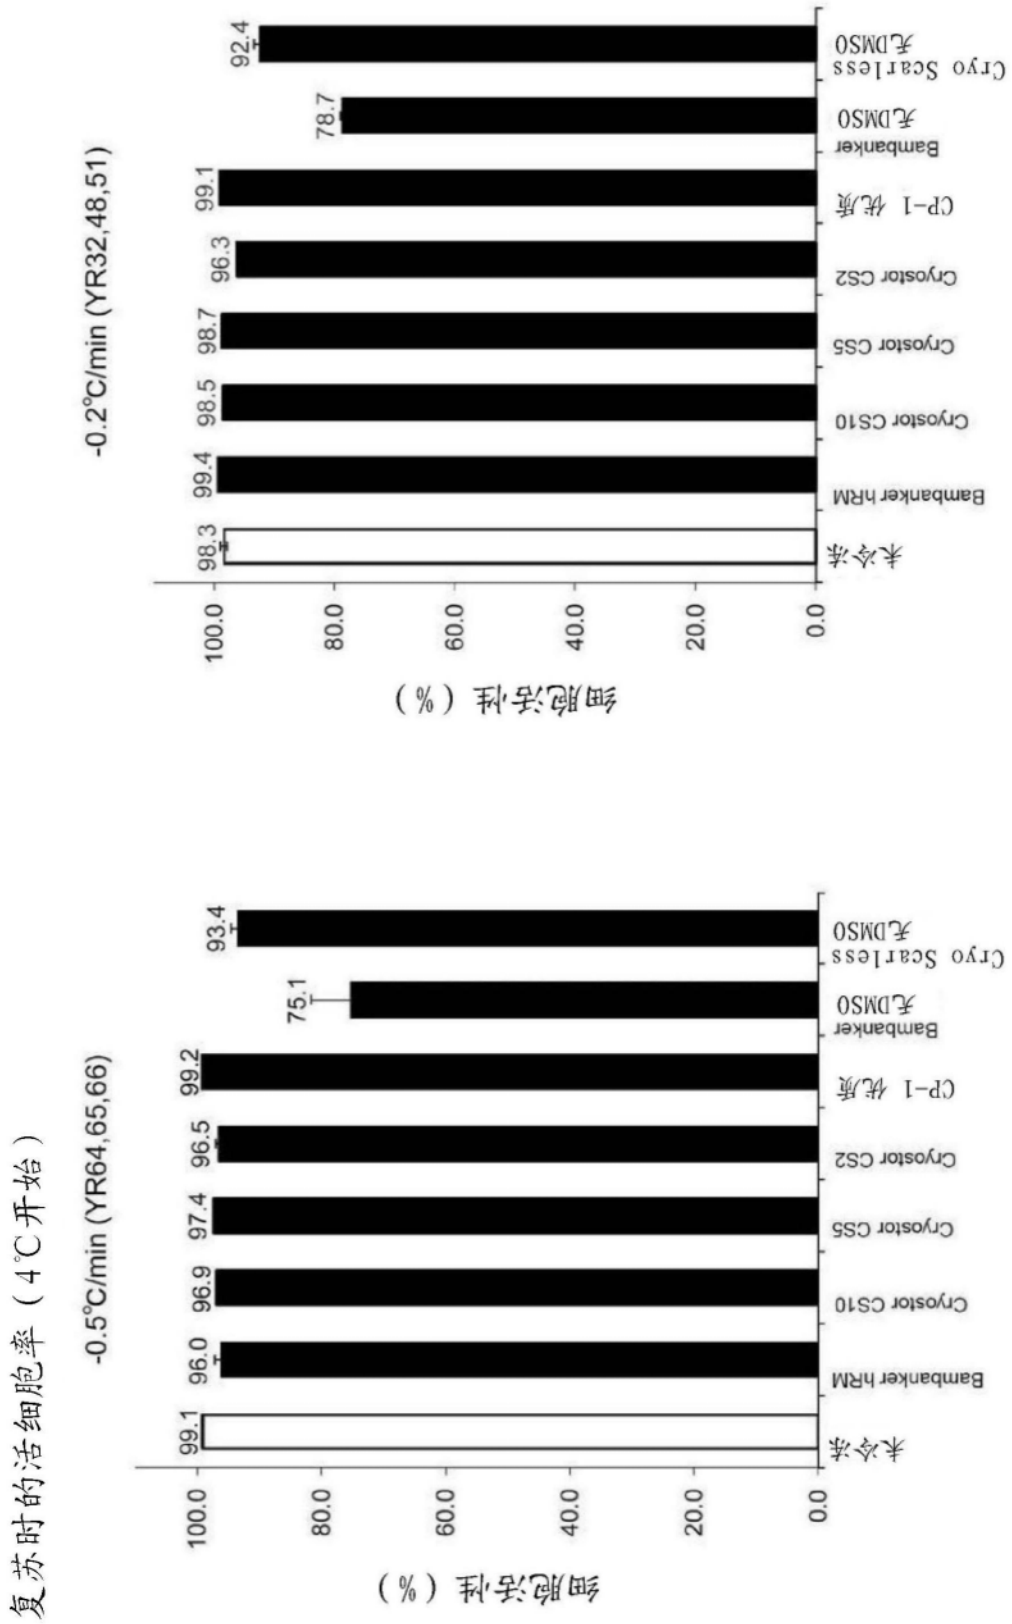 复苏时的活细胞率（4℃开始）
-0.5℃/min (YR64,65,66)
细胞活性（%）
100.0
80.0
60.0
40.0
20.0
0.0
99.1
96.0
96.9
97.4
96.5
99.2
75.1
93.4
未冷冻
Bambanker hRM
Cryostor CS10
Cryostor CS5
Cryostor CS2
CP-1 优质
Bambanker
无DMSO
Cryo Scarless
无DMSO
-0.2℃/min (YR32,48,51)
细胞活性（%）
100.0
80.0
60.0
40.0
20.0
0.0
98.3
99.4
98.5
98.7
96.3
99.1
78.7
92.4
未冷冻
Bambanker hRM
Cryostor CS10
Cryostor CS5
Cryostor CS2
CP-1 优质
Bambanker
无DMSO
Cryo Scarless
无DMSO